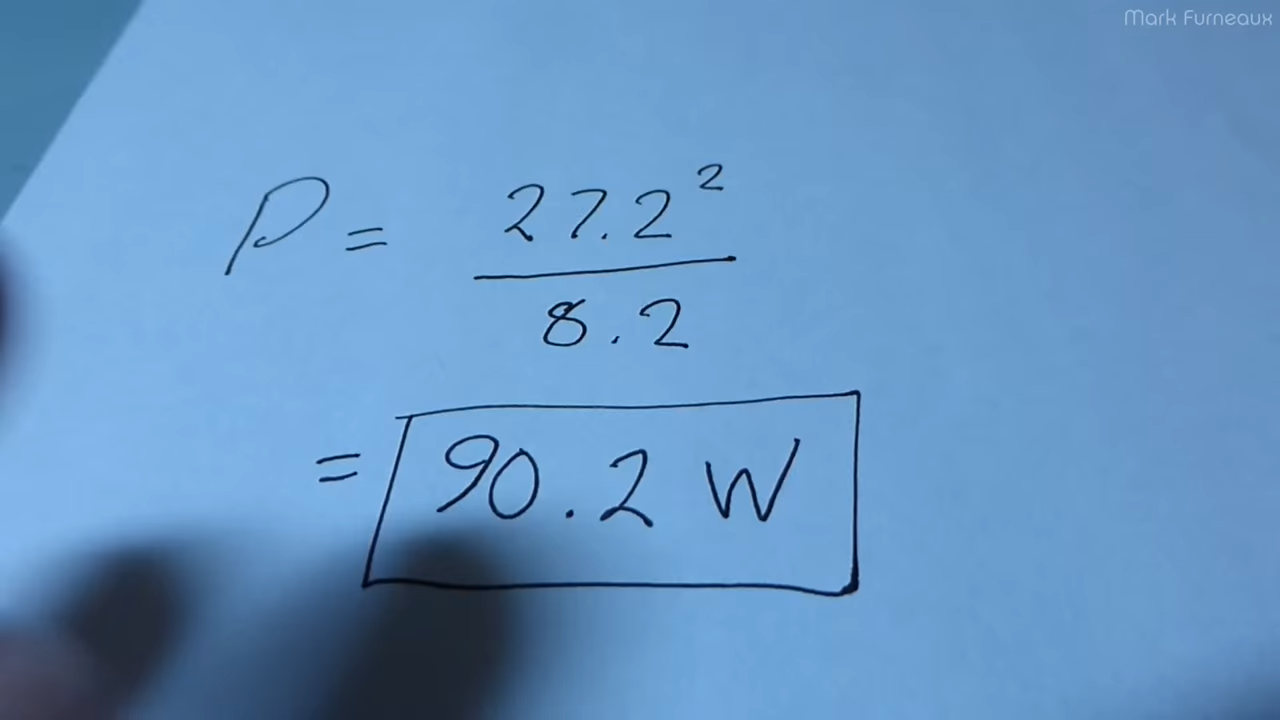 Mark Furneaux
P = 27.2²
8.2
= 90.2 W